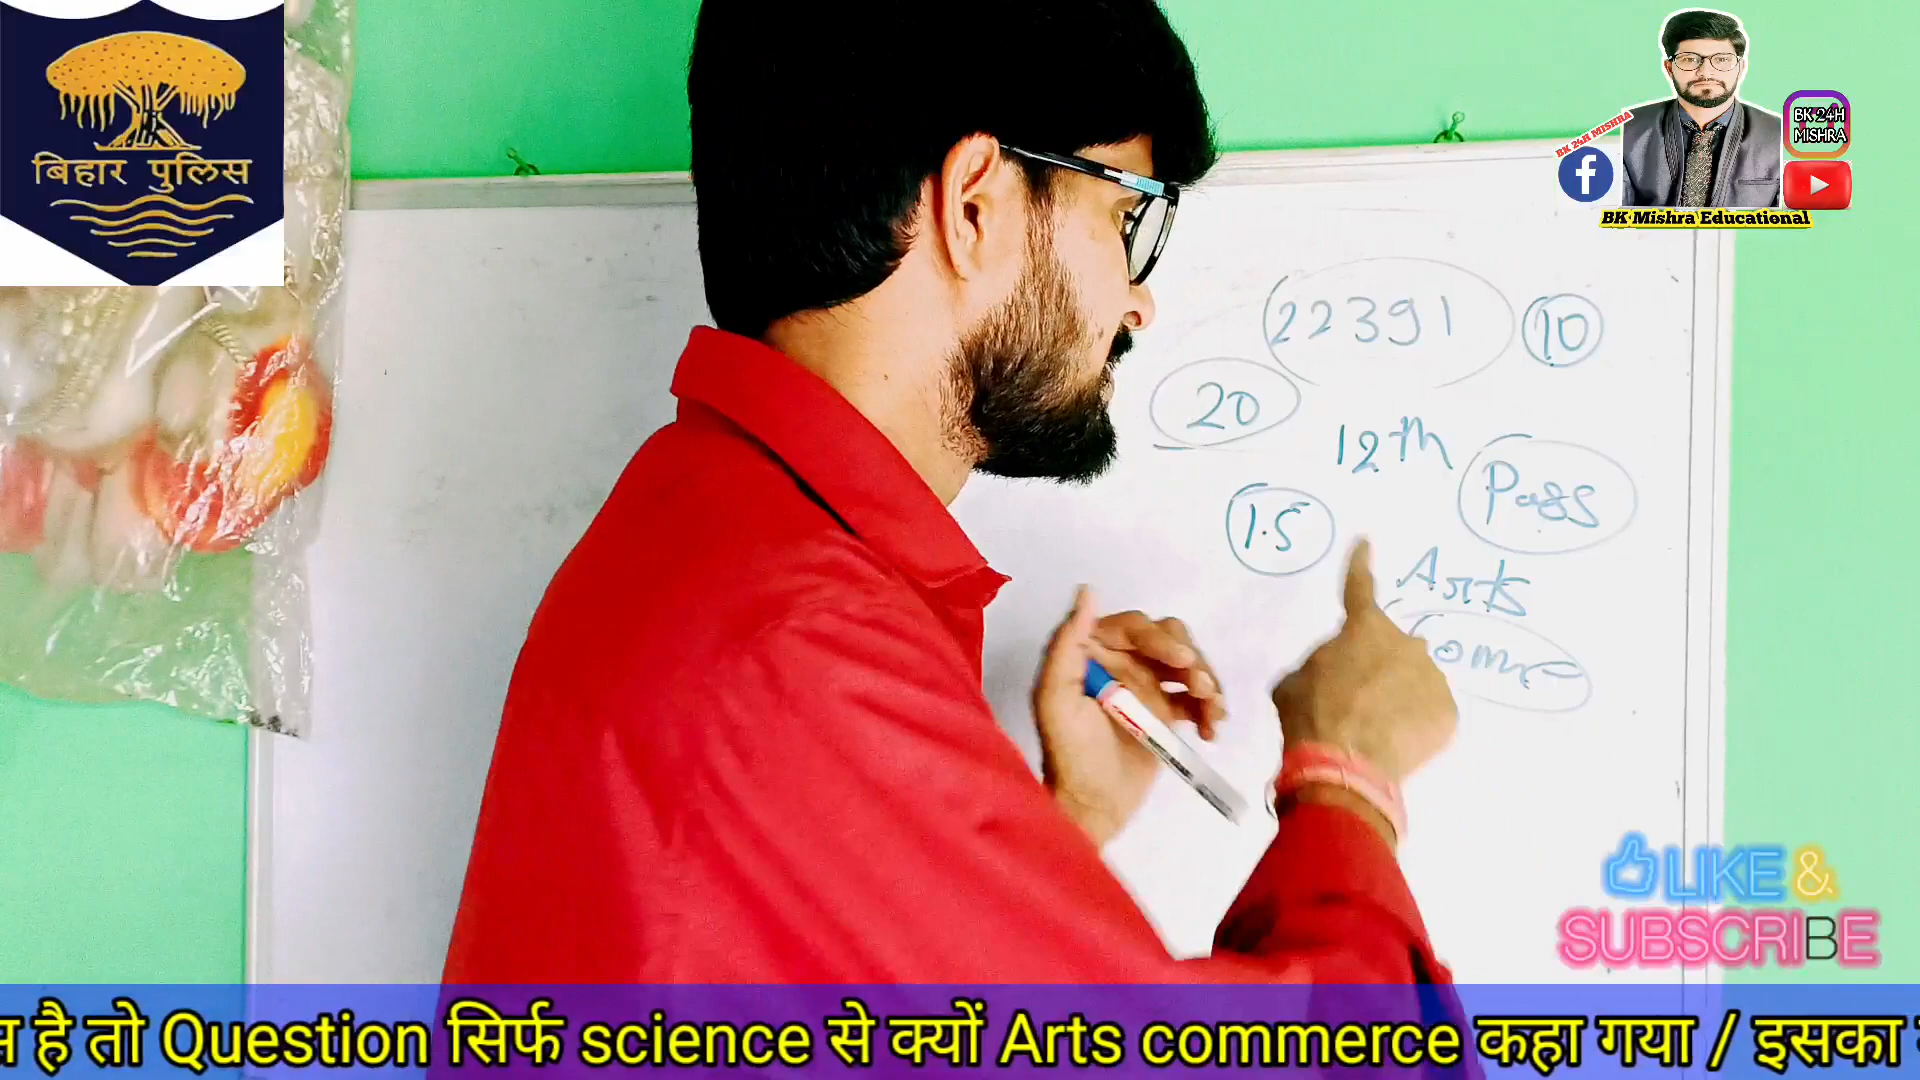 बिहार पुलिस
BK 24H MISHRA
BK 24H
MISHRA
BK Mishra Educational
22391
10
20
12th
Pass
1.5
Arts
LIKE &
SUBSCRIBE
है तो Question सिर्फ science से क्यों Arts commerce कहा गया / इसका